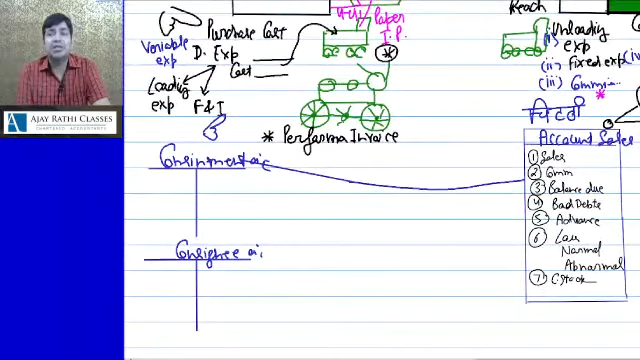 Purchase Cost
Variable exp
D. Exp
Cost
Loading exp
F & I
Paper
I. P.
* Performa Invoice
Reach
Unloading exp
(ii) Fixed exp
(iii) Comm
AJAY RATHI CLASSES
CHARTERED ACCOUNTANTS
Consignment a/c
Consignee a/c
Account Sales
① Sales
② Comm
③ Balance due
④ Bad Debts
⑤ Advance
⑥ Loss
Normal
Abnormal
⑦ C. Stock